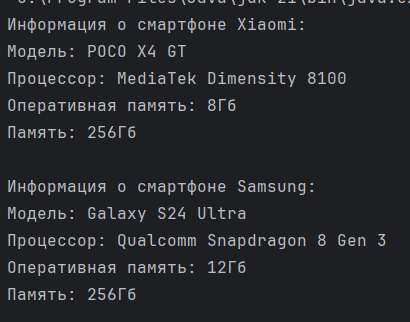 Информация о смартфоне Xiaomi:
Модель: POCO X4 GT
Процессор: MediaTek Dimensity 8100
Оперативная память: 8Гб
Память: 256Гб
Информация о смартфоне Samsung:
Модель: Galaxy S24 Ultra
Процессор: Qualcomm Snapdragon 8 Gen 3
Оперативная память: 12Гб
Память: 256Гб